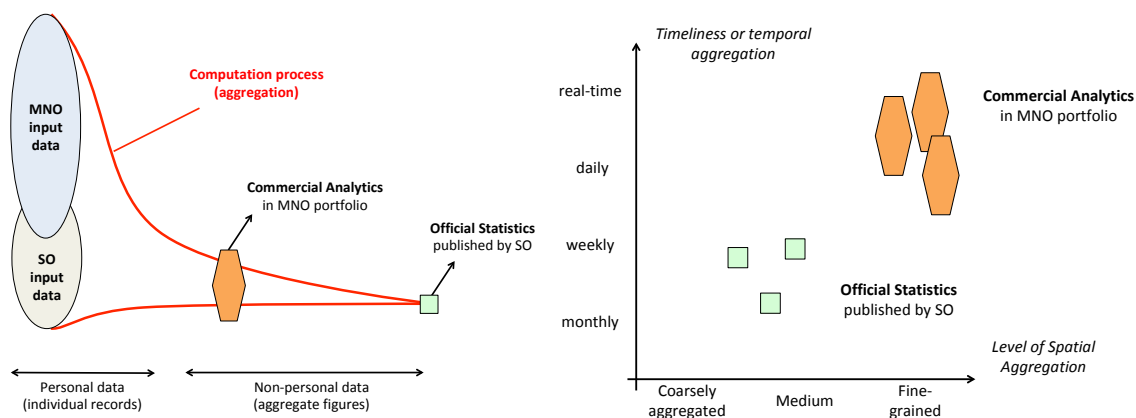 MNO
input
data
SO
input
data
Computation process
(aggregation)
Commercial Analytics
in MNO portfolio
Official Statistics
published by SO
Personal data
(individual records)
Non-personal data
(aggregate figures)
Timeliness or temporal
aggregation
real-time
daily
weekly
monthly
Commercial Analytics
in MNO portfolio
Official Statistics
published by SO
Level of Spatial
Aggregation
Coarsely
aggregated
Medium
Fine-
grained